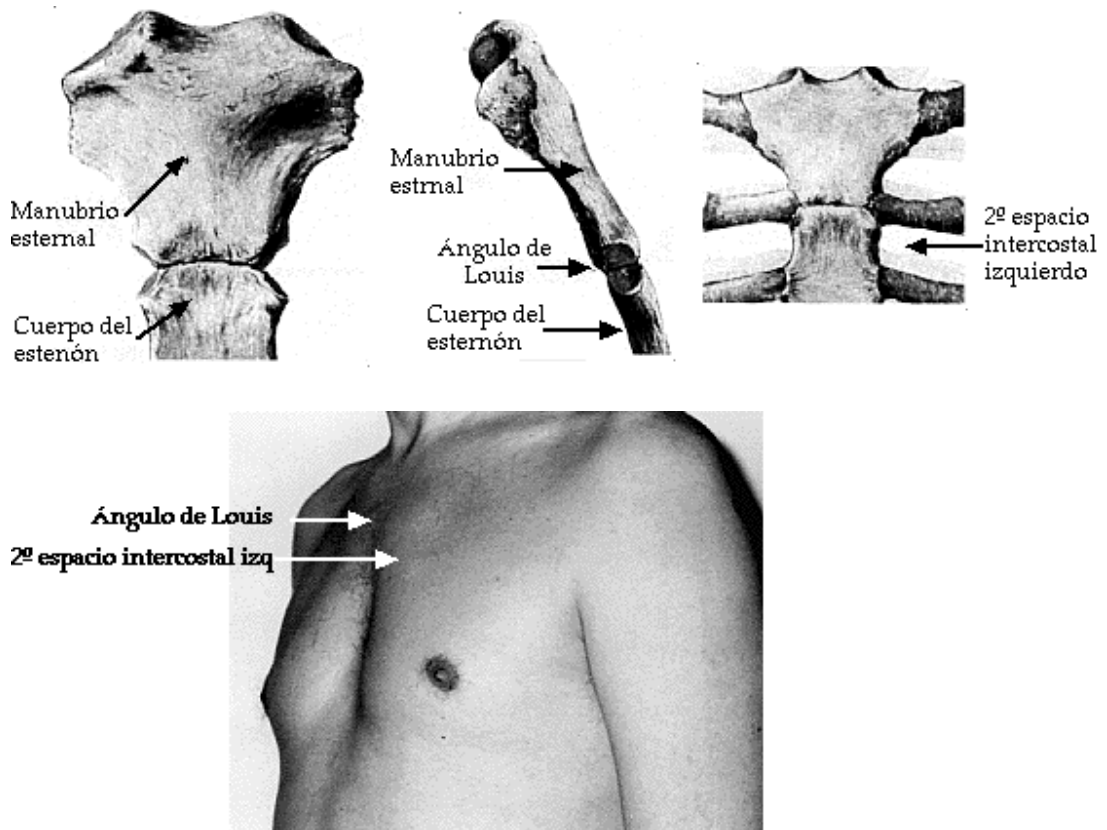 Manubrio
esternal
Cuerpo del
estenón
Manubrio
estrnal
Ángulo de
Louis
Cuerpo del
esternón
2º espacio
intercostal
izquierdo
Ángulo de Louis
2º espacio intercostal izq